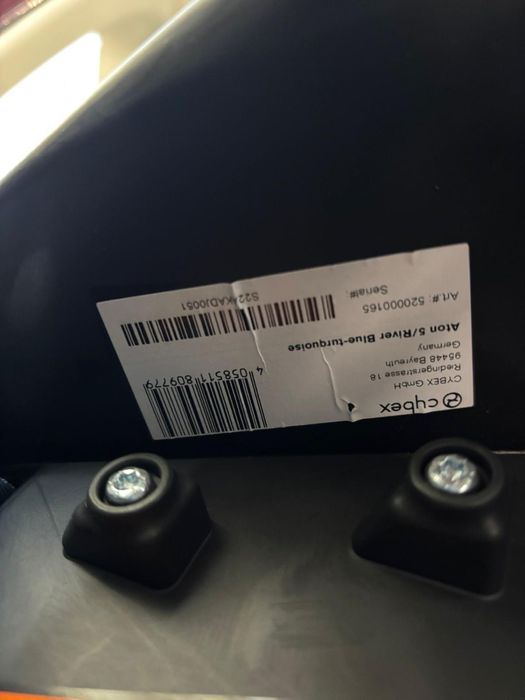 cybex
CYBEX GmbH
Riedingerstrasse 18
95448 Bayreuth
Germany
Aton 5/River Blue-turquoise
Art.#: 520000165
Serial#:
4 058511 809779